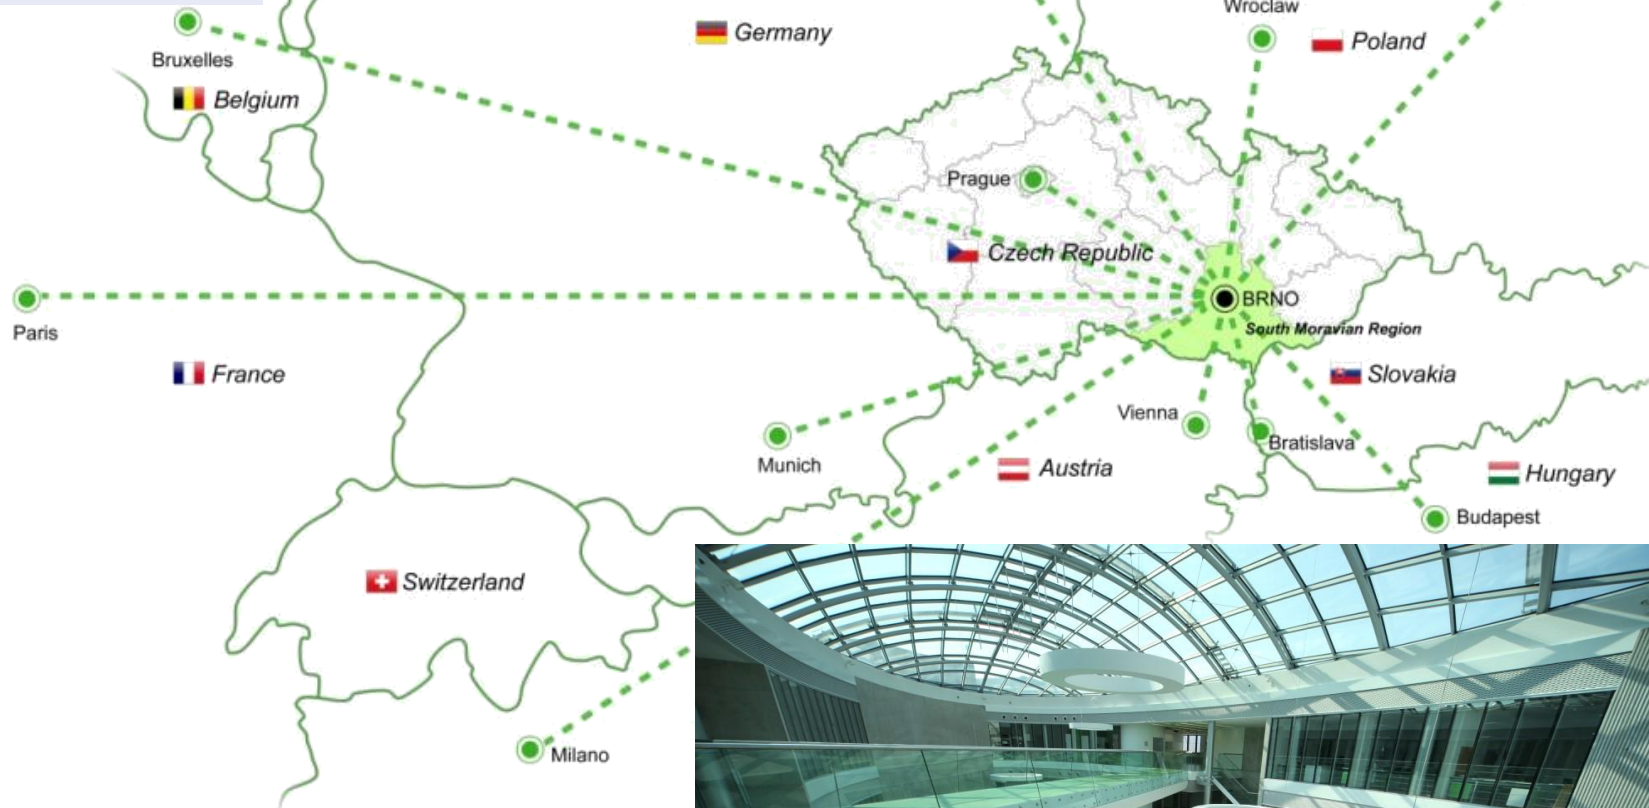 Wroclaw
Germany
Poland
Bruxelles
Belgium
Prague
Czech Republic
BRNO
South Moravian Region
Paris
France
Slovakia
Vienna
Bratislava
Munich
Austria
Hungary
Budapest
Switzerland
Milano